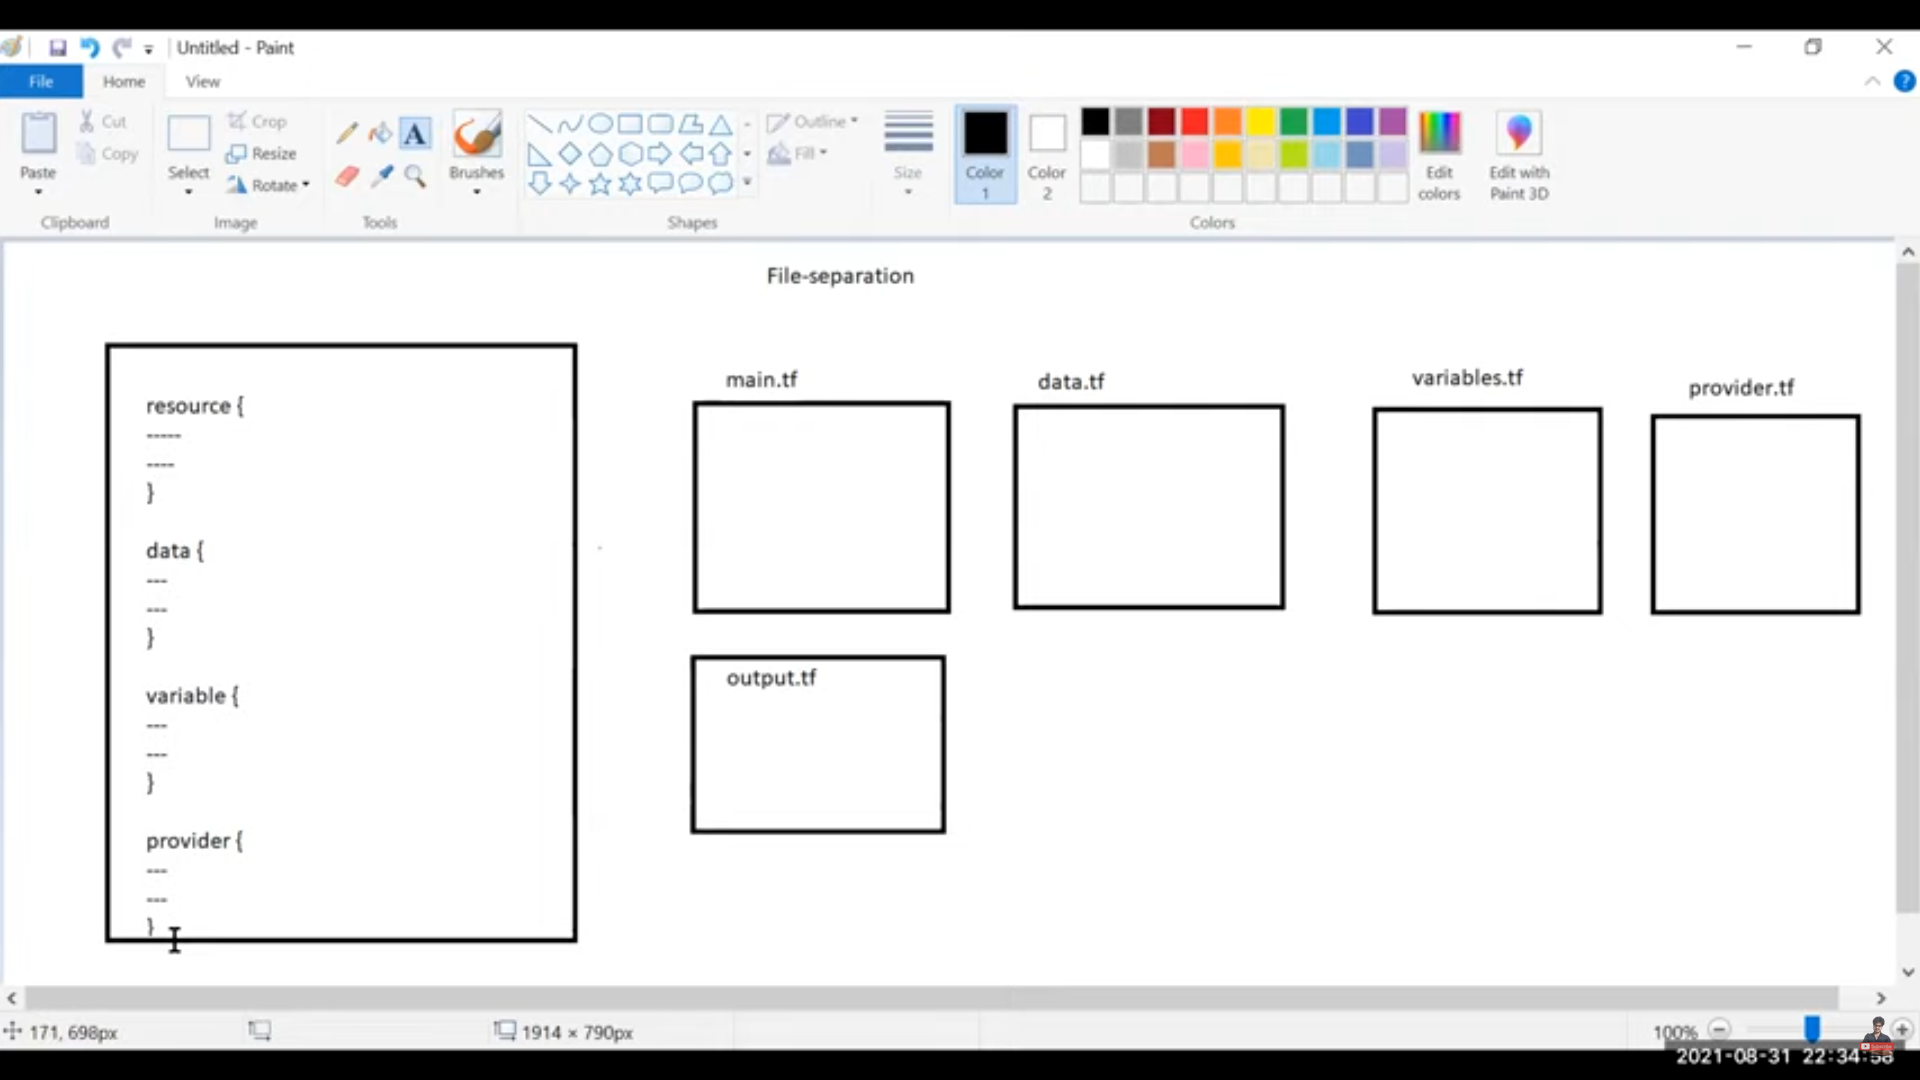 Untitled - Paint
File
Home
View
Paste
Cut
Copy
Clipboard
Select
Crop
Resize
Rotate
Image
A
Tools
Brushes
Outline
Fill
Shapes
Size
Color 1
Color 2
Colors
Edit colors
Edit with Paint 3D
File-separation
resource {
-----
----
}
data {
---
---
}
variable {
---
---
}
provider {
---
---
}
main.tf
data.tf
variables.tf
provider.tf
output.tf
171, 698px
1914 × 790px
100%
2021-08-31 22:34:58